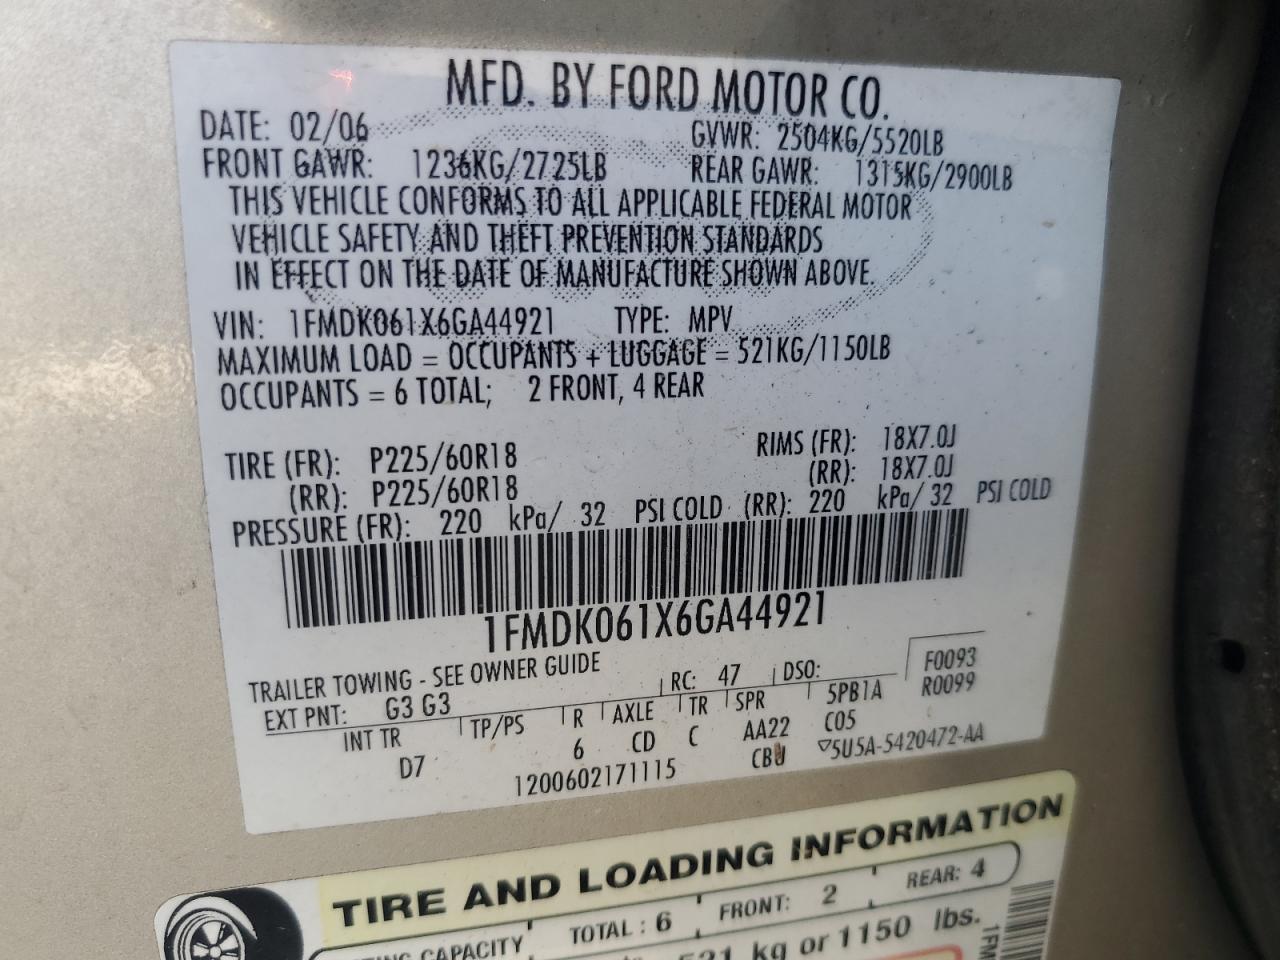 MFD. BY FORD MOTOR CO.
DATE: 02/06 GVWR: 2504KG/5520LB
FRONT GAWR: 1236KG/2725LB REAR GAWR: 1315KG/2900LB
THIS VEHICLE CONFORMS TO ALL APPLICABLE FEDERAL MOTOR
VEHICLE SAFETY AND THEFT PREVENTION STANDARDS
IN EFFECT ON THE DATE OF MANUFACTURE SHOWN ABOVE.
VIN: 1FMDK061X6GA44921 TYPE: MPV
MAXIMUM LOAD = OCCUPANTS + LUGGAGE = 521KG/1150LB
OCCUPANTS = 6 TOTAL; 2 FRONT, 4 REAR
TIRE (FR): P225/60R18 RIMS (FR): 18X7.0J
(RR): P225/60R18 (RR): 18X7.0J
PRESSURE (FR): 220 kPa/ 32 PSI COLD (RR): 220 kPa/ 32 PSI COLD
1FMDK061X6GA44921
TRAILER TOWING - SEE OWNER GUIDE
EXT PNT: G3 G3 RC: 47 DSO: F0093
R0099
INT TR TP/PS R AXLE TR SPR 5PB1A
D7 6 CD C AA22 C05
1200602171115 CBU ▽5U5A-5420472-AA
TIRE AND LOADING INFORMATION
CAPACITY TOTAL : 6 FRONT: 2 REAR: 4
kg or 1150 lbs.